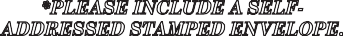 *PLEASE INCLUDE A SELF-
ADDRESSED STAMPED ENVELOPE.